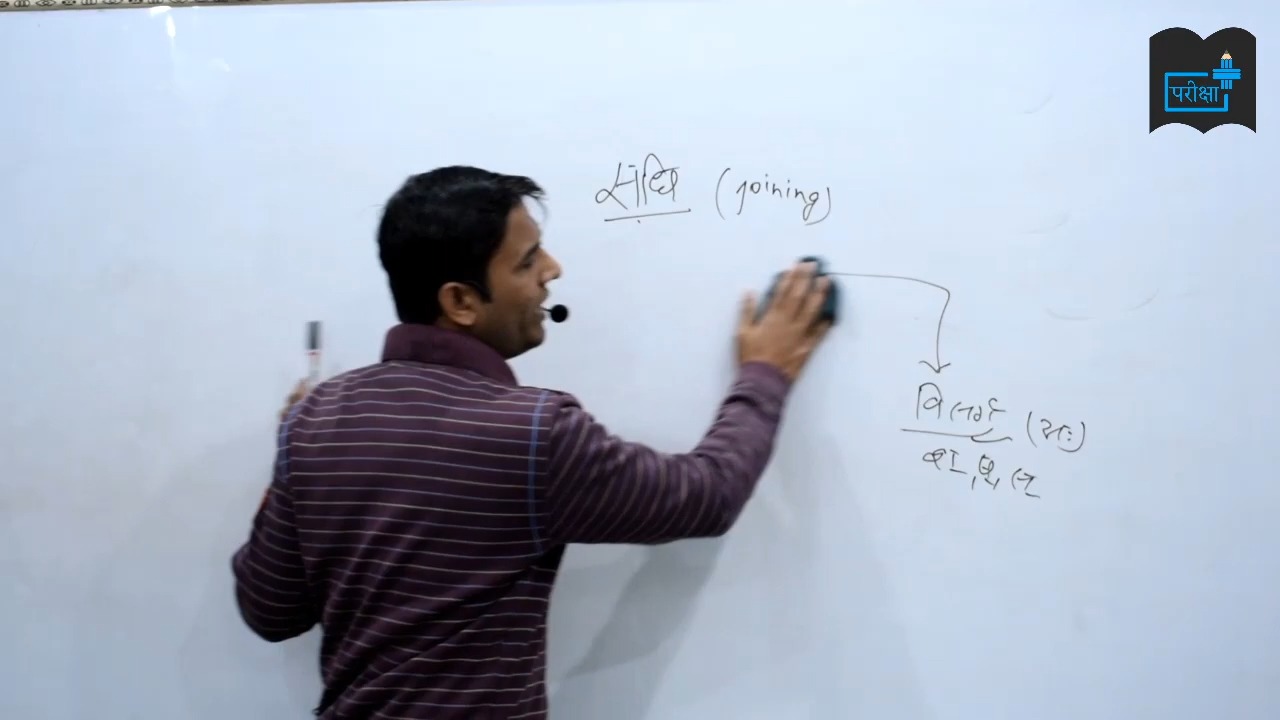 परीक्षा
संधि (Joining)
विसर्ग (अः)
श्, ष्, स्